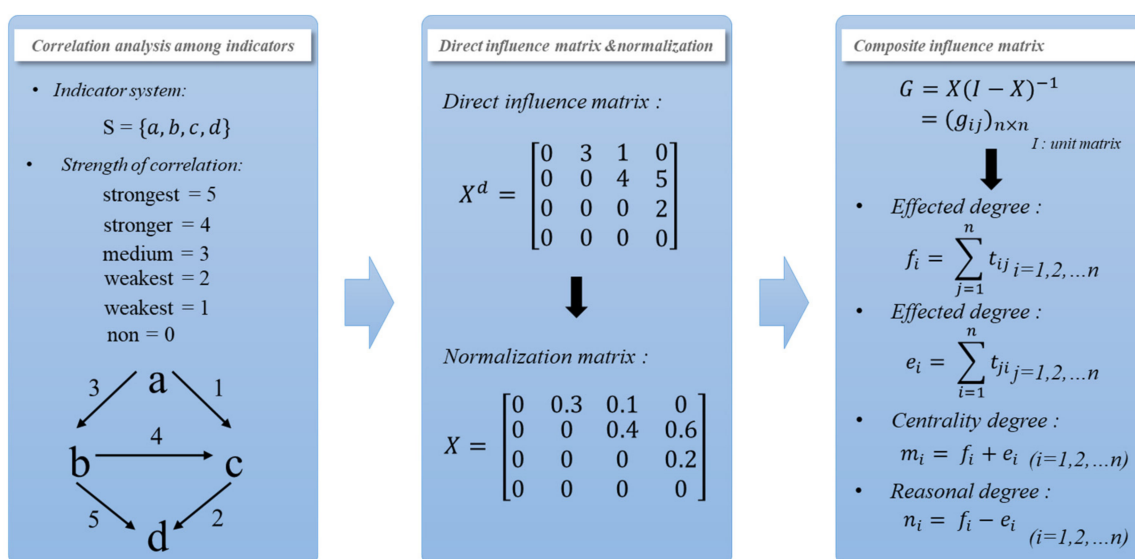 Correlation analysis among indicators
• Indicator system:
S = {a, b, c, d}
• Strength of correlation:
strongest = 5
stronger = 4
medium = 3
weakest = 2
weakest = 1
non = 0
a
3 1
4
b c
5 2
d
Direct influence matrix &normalization
Direct influence matrix :
X^d = [0 3 1 0
0 0 4 5
0 0 0 2
0 0 0 0]
Normalization matrix :
X = [0 0.3 0.1 0
0 0 0.4 0.6
0 0 0 0.2
0 0 0 0]
Composite influence matrix
G = X(I − X)^−1
= (g_ij)_n×n
I : unit matrix
• Effected degree :
f_i = ∑_{j=1}^{n} t_ij i=1,2,...n
• Effected degree :
e_i = ∑_{i=1}^{n} t_ji j=1,2,...n
• Centrality degree :
m_i = f_i + e_i (i=1,2,...n)
• Reasonal degree :
n_i = f_i − e_i
(i=1,2,...n)